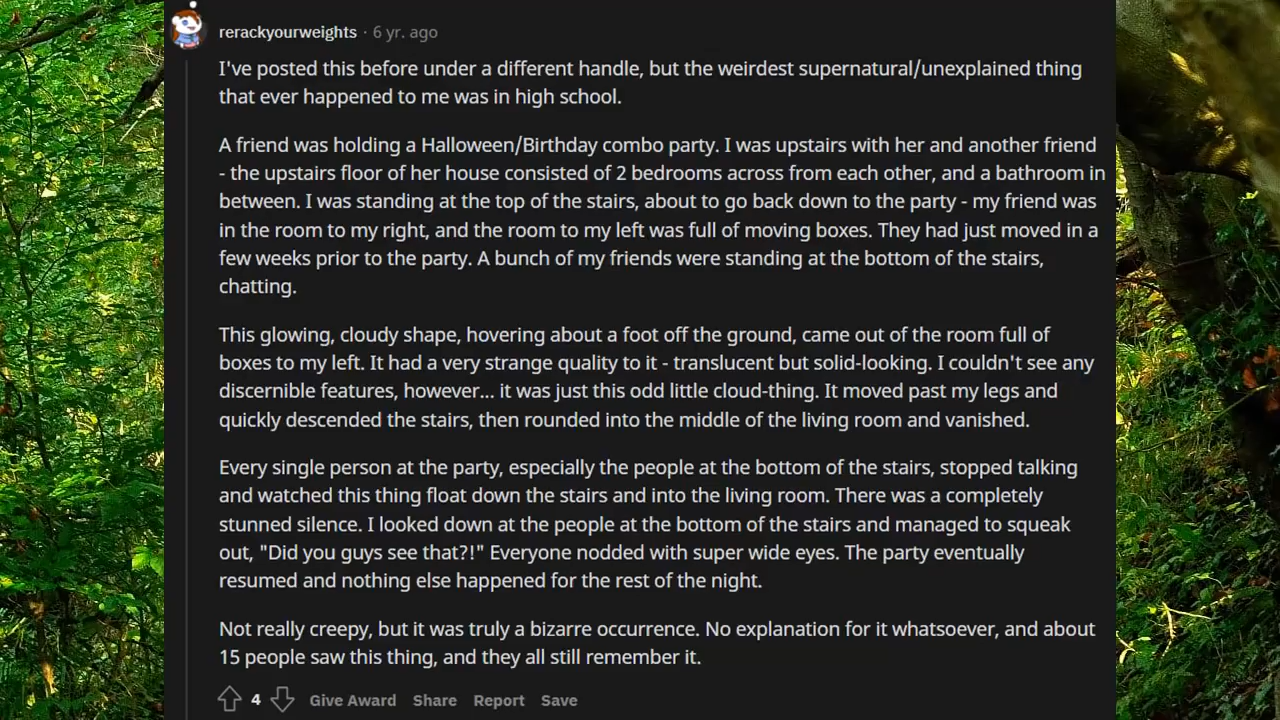 rerackyourweights · 6 yr. ago
I've posted this before under a different handle, but the weirdest supernatural/unexplained thing
that ever happened to me was in high school.
A friend was holding a Halloween/Birthday combo party. I was upstairs with her and another friend
- the upstairs floor of her house consisted of 2 bedrooms across from each other, and a bathroom in
between. I was standing at the top of the stairs, about to go back down to the party - my friend was
in the room to my right, and the room to my left was full of moving boxes. They had just moved in a
few weeks prior to the party. A bunch of my friends were standing at the bottom of the stairs,
chatting.
This glowing, cloudy shape, hovering about a foot off the ground, came out of the room full of
boxes to my left. It had a very strange quality to it - translucent but solid-looking. I couldn't see any
discernible features, however... it was just this odd little cloud-thing. It moved past my legs and
quickly descended the stairs, then rounded into the middle of the living room and vanished.
Every single person at the party, especially the people at the bottom of the stairs, stopped talking
and watched this thing float down the stairs and into the living room. There was a completely
stunned silence. I looked down at the people at the bottom of the stairs and managed to squeak
out, "Did you guys see that?!" Everyone nodded with super wide eyes. The party eventually
resumed and nothing else happened for the rest of the night.
Not really creepy, but it was truly a bizarre occurrence. No explanation for it whatsoever, and about
15 people saw this thing, and they all still remember it.
4 Give Award Share Report Save